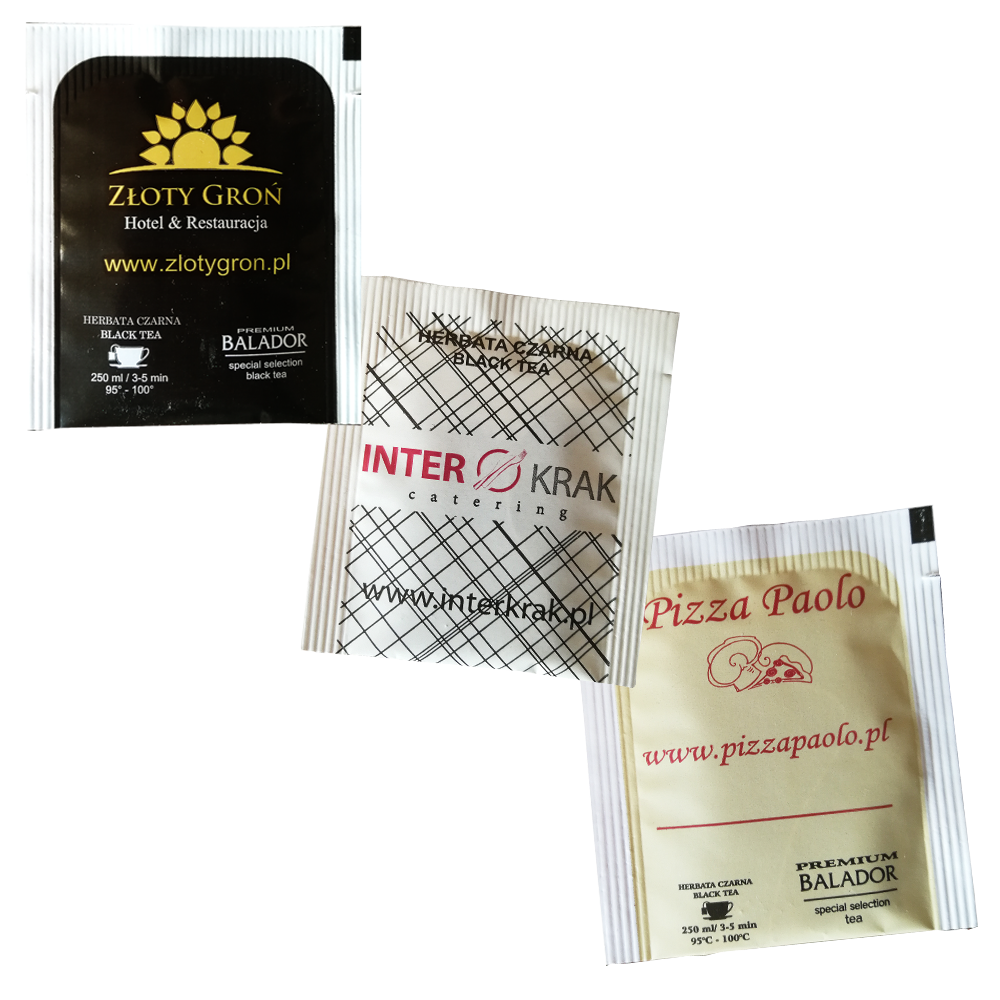 ZŁOTY GROŃ
Hotel & Restauracja
www.zlotygron.pl
HERBATA CZARNA
BLACK TEA
250 ml / 3-5 min
95° - 100°
PREMIUM
BALADOR
special selection
black tea
HERBATA CZARNA
BLACK TEA
INTER KRAK
catering
www.interkrak.pl
Pizza Paolo
www.pizzapaolo.pl
HERBATA CZARNA
BLACK TEA
250 ml/ 3-5 min
95°C - 100°C
PREMIUM
BALADOR
special selection
tea